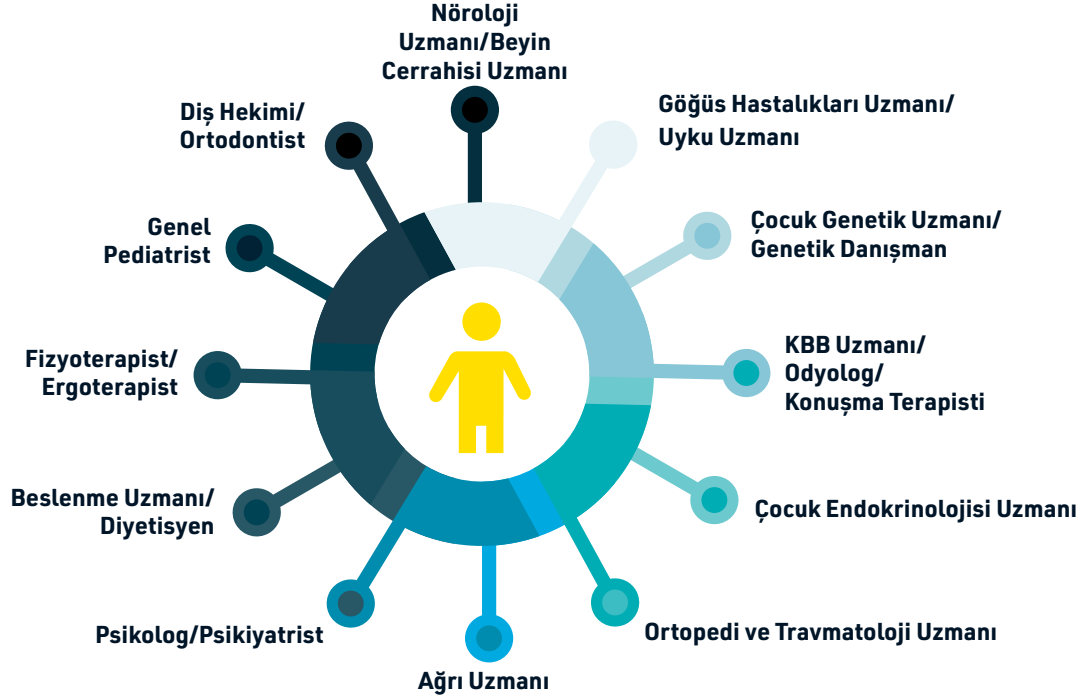 Nöroloji
Uzmanı/Beyin
Cerrahisi Uzmanı
Göğüs Hastalıkları Uzmanı/
Uyku Uzmanı
Çocuk Genetik Uzmanı/
Genetik Danışman
KBB Uzmanı/
Odyolog/
Konuşma Terapisti
Çocuk Endokrinolojisi Uzmanı
Ortopedi ve Travmatoloji Uzmanı
Ağrı Uzmanı
Psikolog/Psikiyatrist
Beslenme Uzmanı/
Diyetisyen
Fizyoterapist/
Ergoterapist
Genel
Pediatrist
Diş Hekimi/
Ortodontist